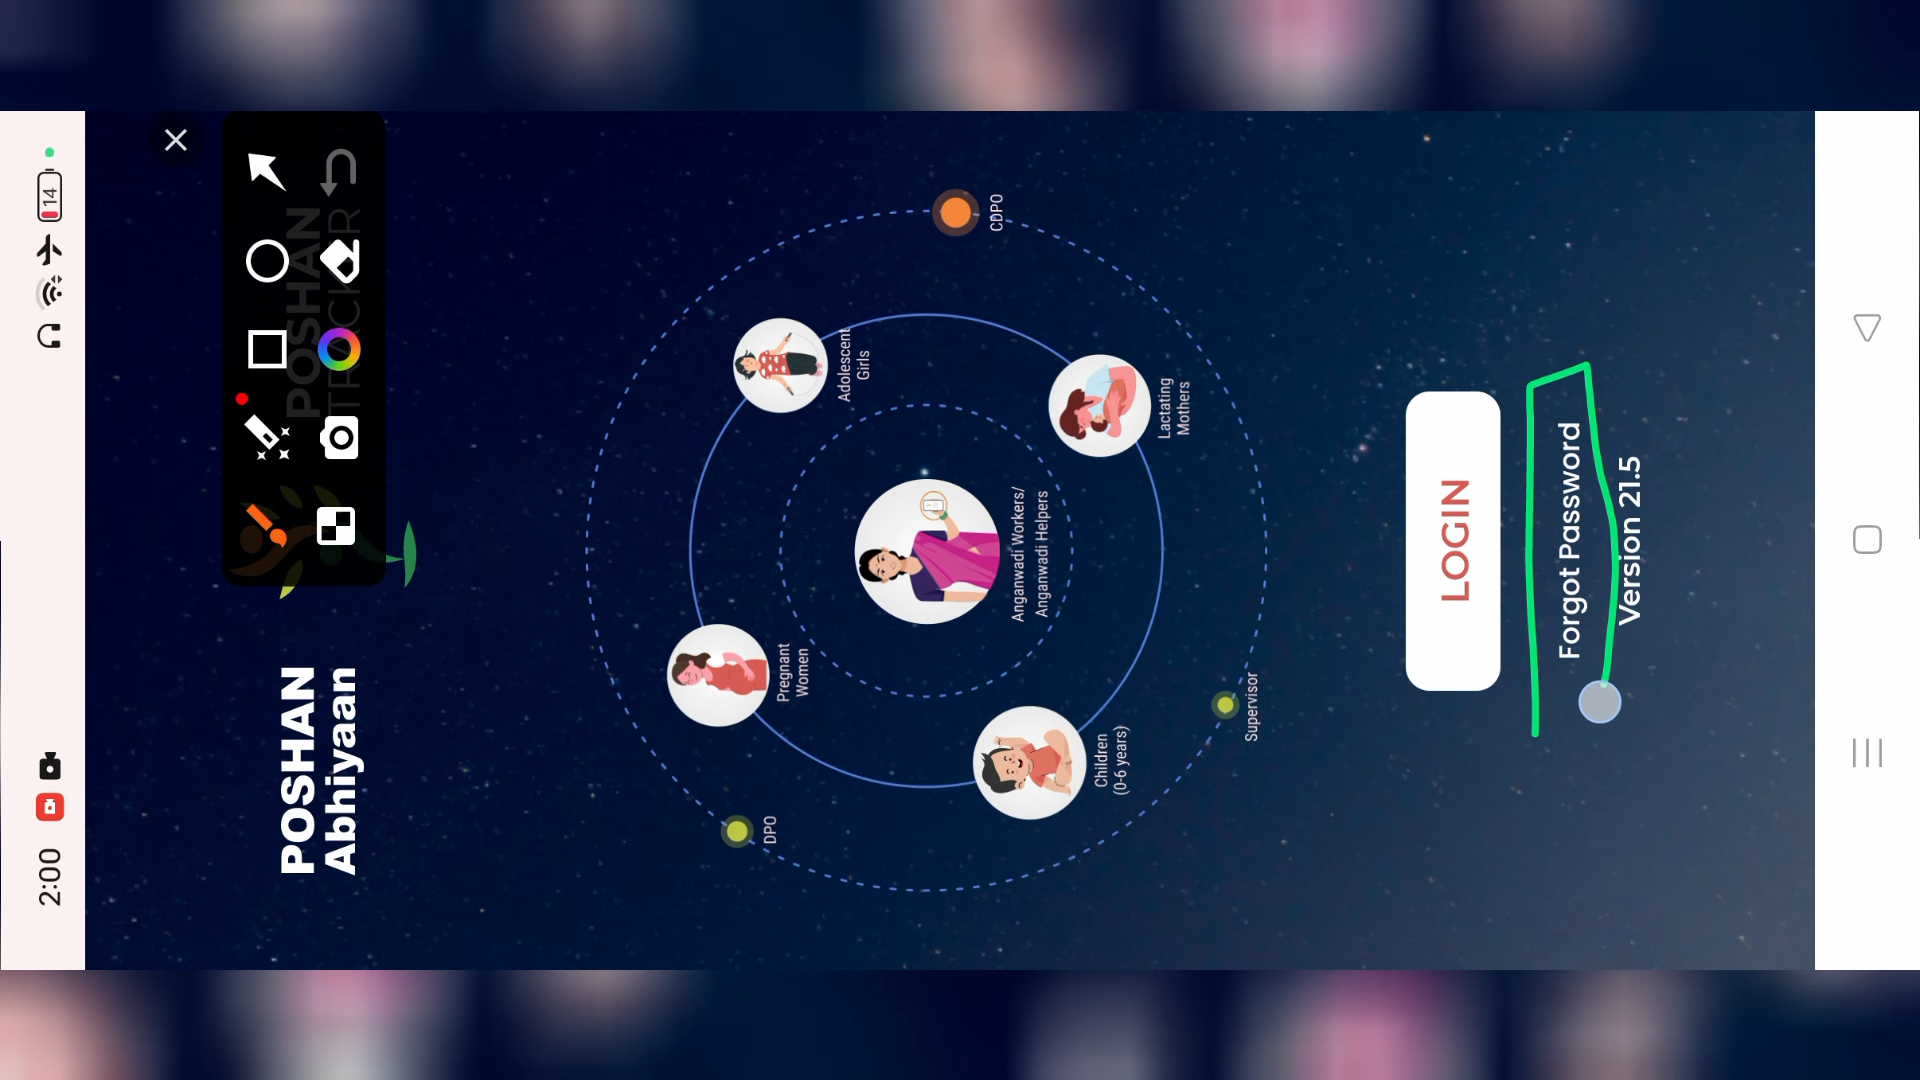 2:00
14
POSHAN
Abhiyaan
POSHAN
TRACKER
CDPO
Adolescent
Girls
Lactating
Mothers
Anganwadi Workers/
Anganwadi Helpers
Pregnant
Women
Children
(0-6 years)
Supervisor
DPO
LOGIN
Forgot Password
Version 21.5